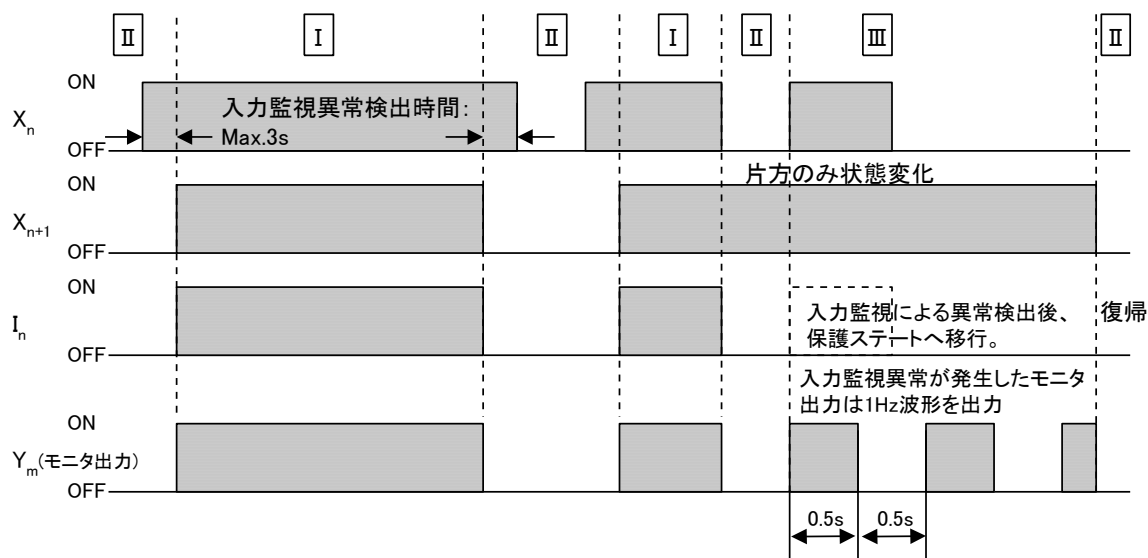 Ⅱ Ⅰ Ⅱ Ⅰ Ⅱ Ⅲ Ⅱ
ON
Xn
OFF
入力監視異常検出時間:
Max.3s
片方のみ状態変化
ON
Xn+1
OFF
ON
In
OFF
入力監視による異常検出後、
保護ステートへ移行。
復帰
入力監視異常が発生したモニタ
出力は1Hz波形を出力
ON
Ym(モニタ出力)
OFF
0.5s 0.5s